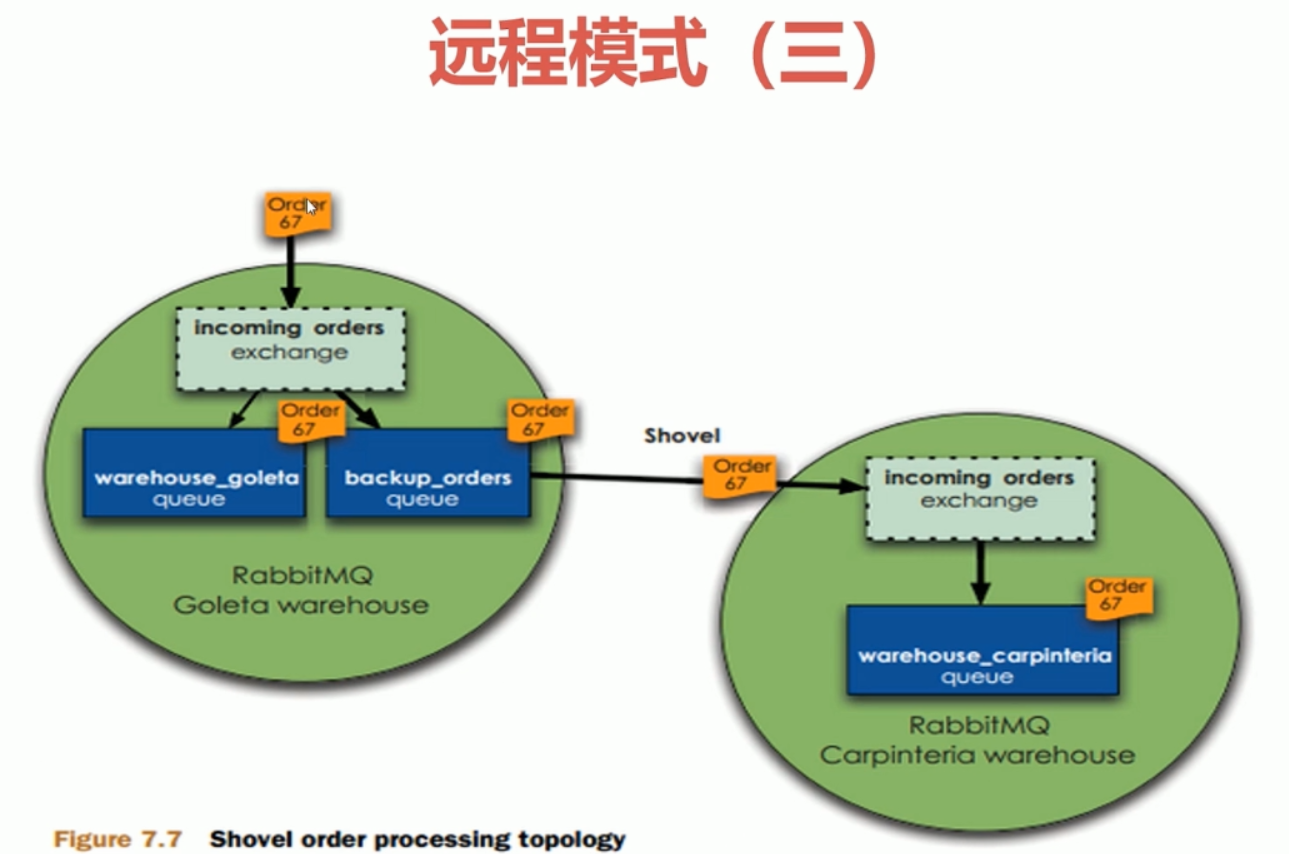 远程模式（三）
Order
67
incoming orders
exchange
Order
67
Order
67
warehouse_goleta
queue
backup_orders
queue
RabbitMQ
Goleta warehouse
Shovel
Order
67
incoming orders
exchange
Order
67
warehouse_carpinteria
queue
RabbitMQ
Carpinteria warehouse
Figure 7.7 Shovel order processing topology